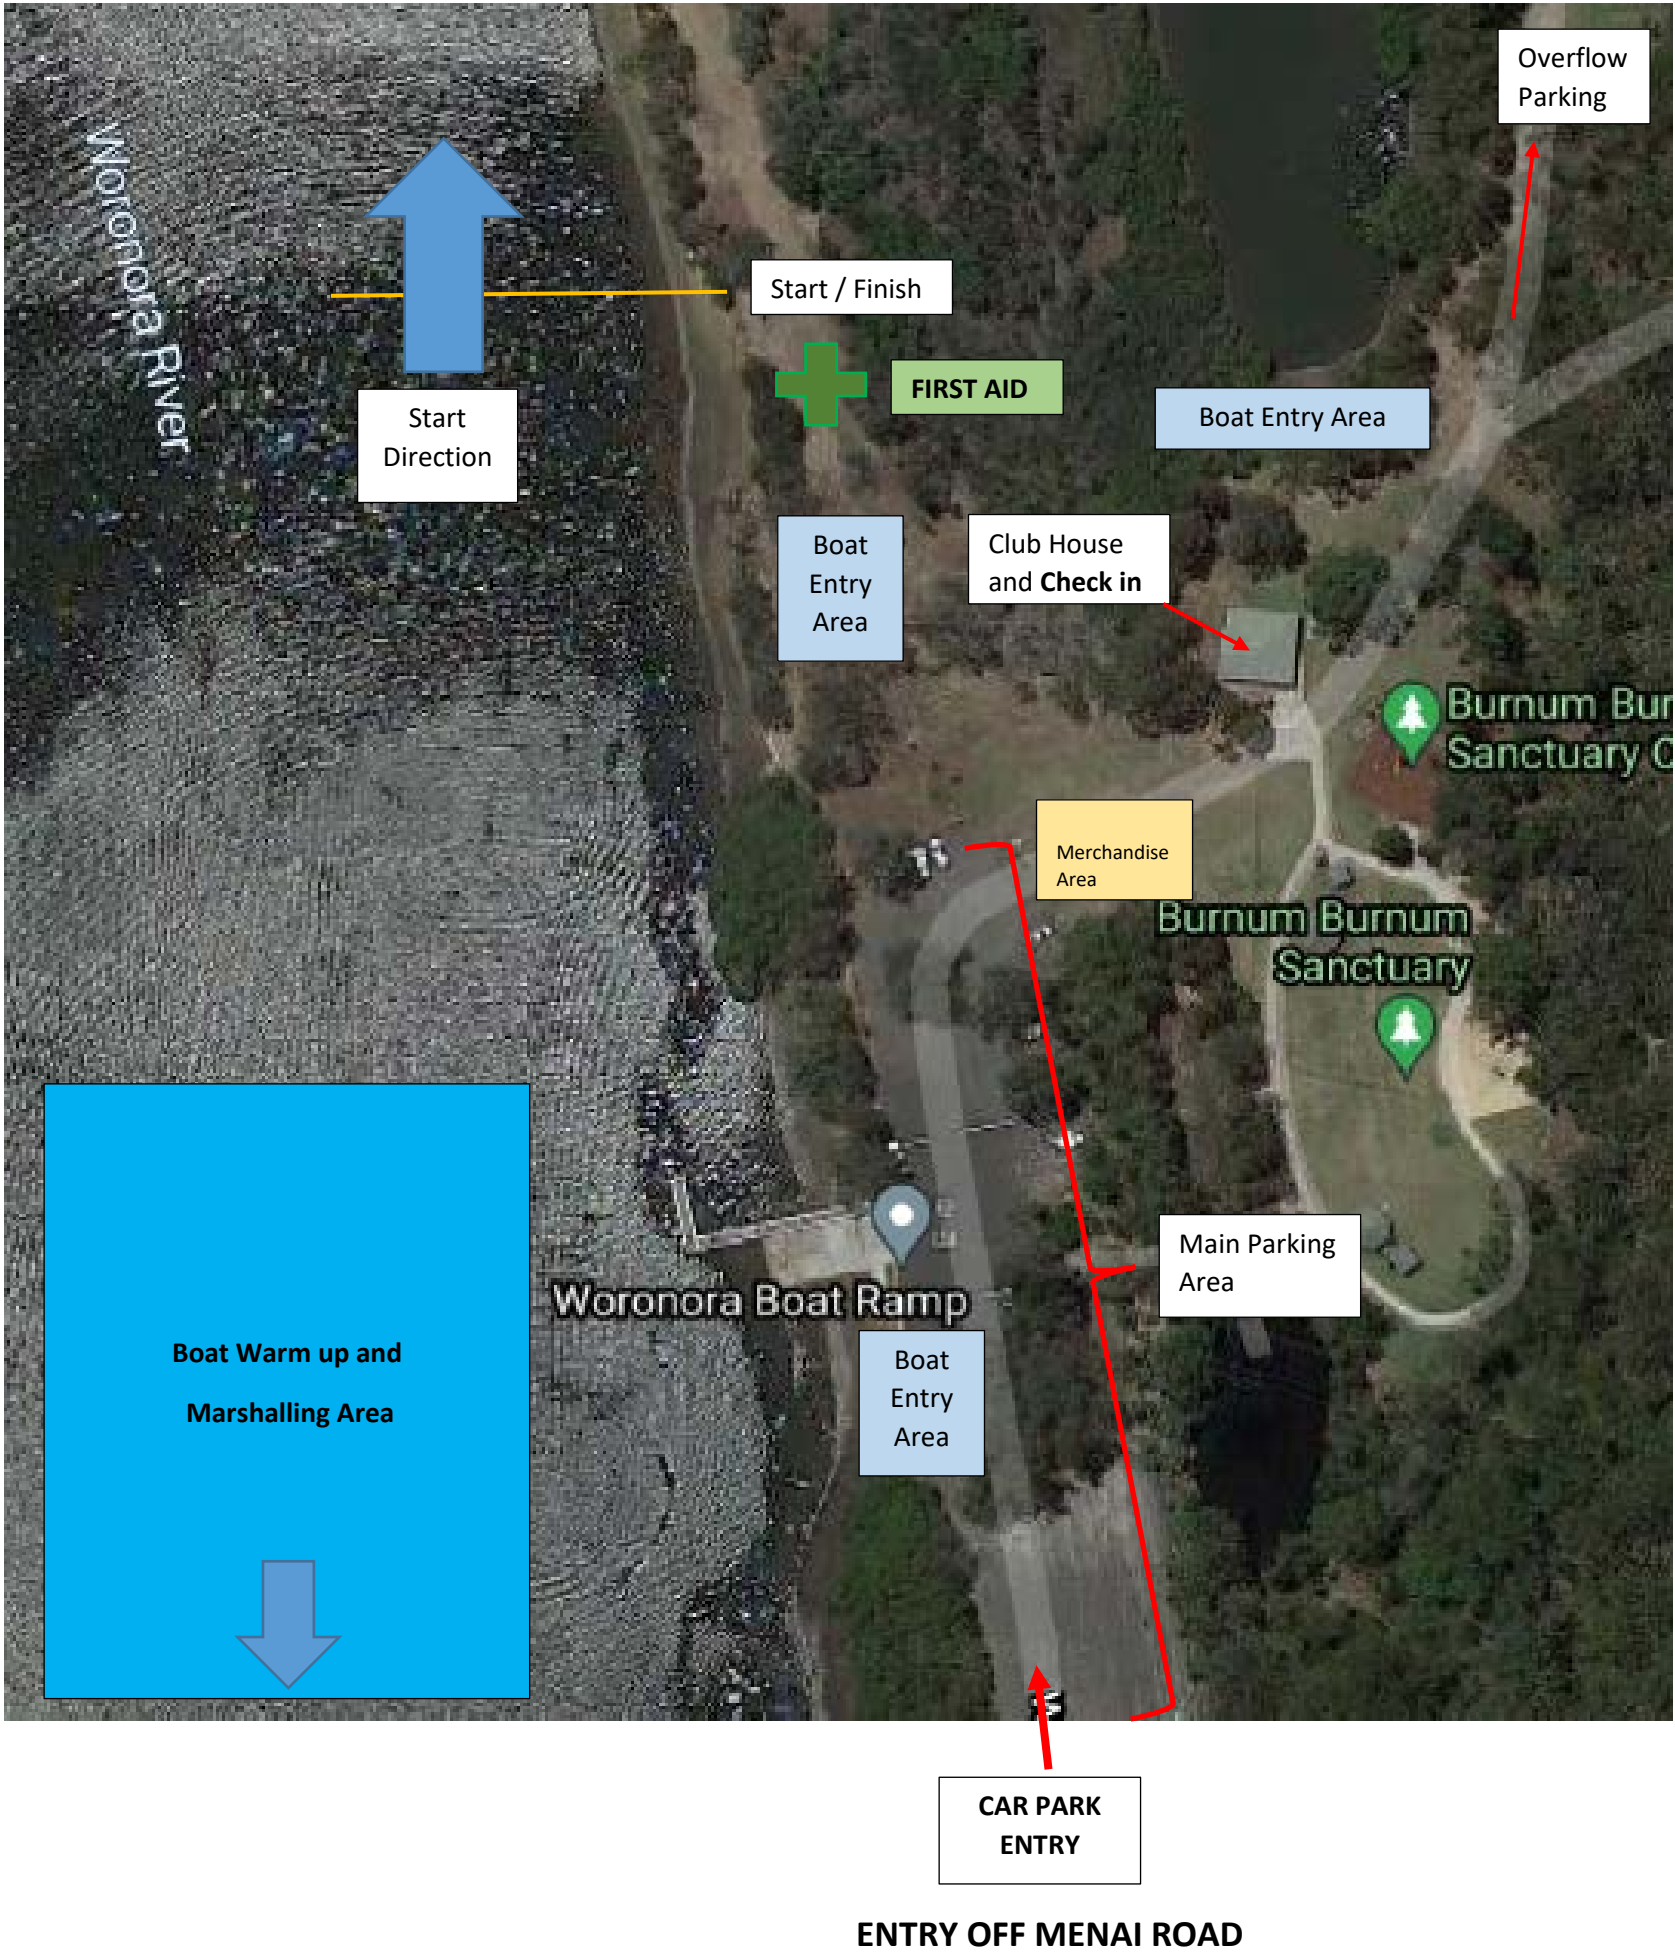 Overflow
Parking
Woronora River
Start / Finish
FIRST AID
Start
Direction
Boat Entry Area
Boat
Entry
Area
Club House
and Check in
Burnum Bur
Sanctuary C
Merchandise
Area
Burnum Burnum
Sanctuary
Main Parking
Area
Woronora Boat Ramp
Boat Warm up and
Marshalling Area
Boat
Entry
Area
CAR PARK
ENTRY
ENTRY OFF MENAI ROAD